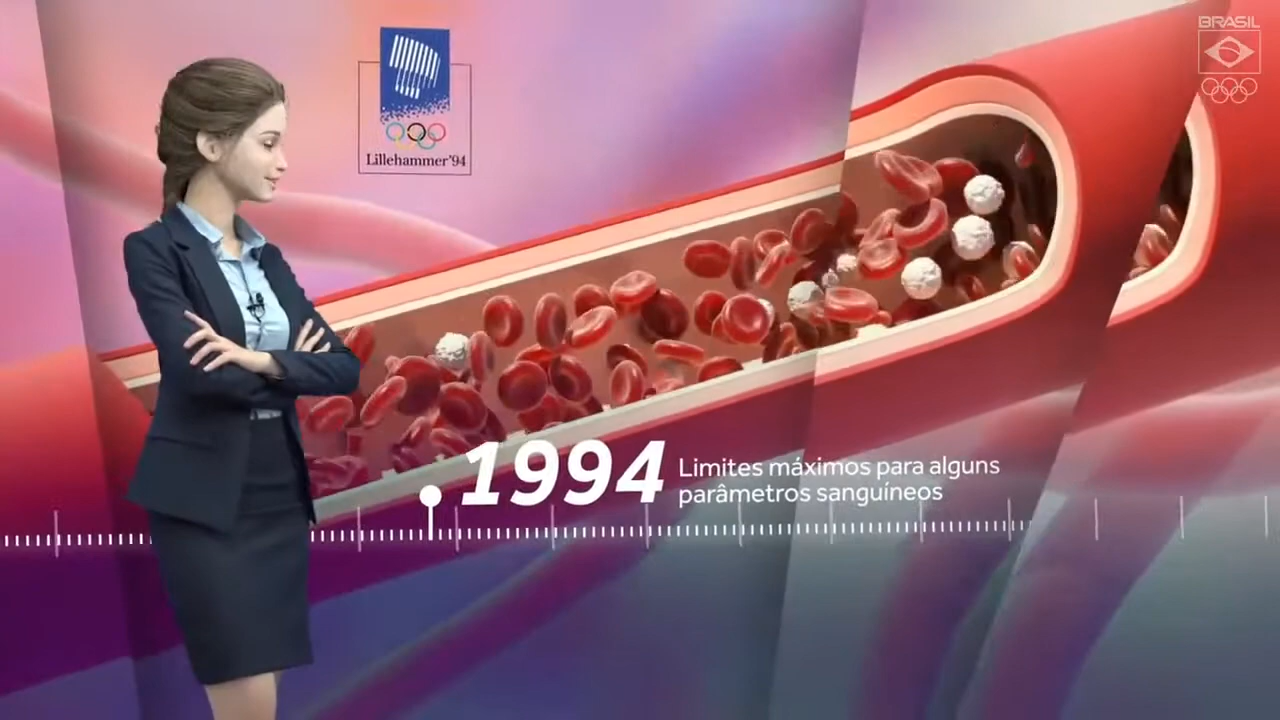 BRASIL
Lillehammer'94
1994
Limites máximos para alguns
parâmetros sanguíneos